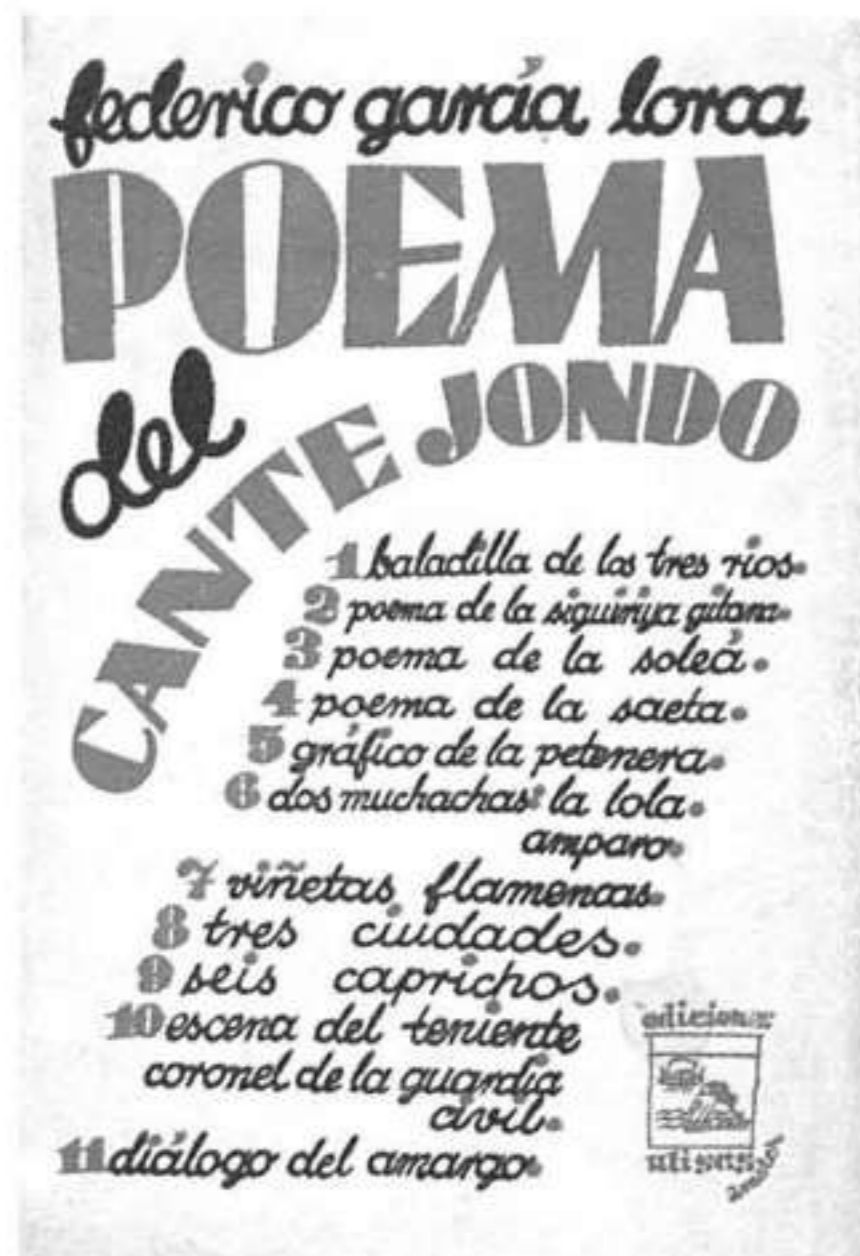 federico garcía lorca
POEMA
del
CANTE JONDO
1 baladilla de los tres ríos.
2 poema de la siguiriya gitana.
3 poema de la soleá.
4 poema de la saeta.
5 gráfico de la petenera.
6 dos muchachas: la lola.
amparo.
7 viñetas flamencas.
8 tres ciudades.
9 seis caprichos.
10 escena del teniente
coronel de la guardia
civil.
11 diálogo del amargo.
ediciones
ulises